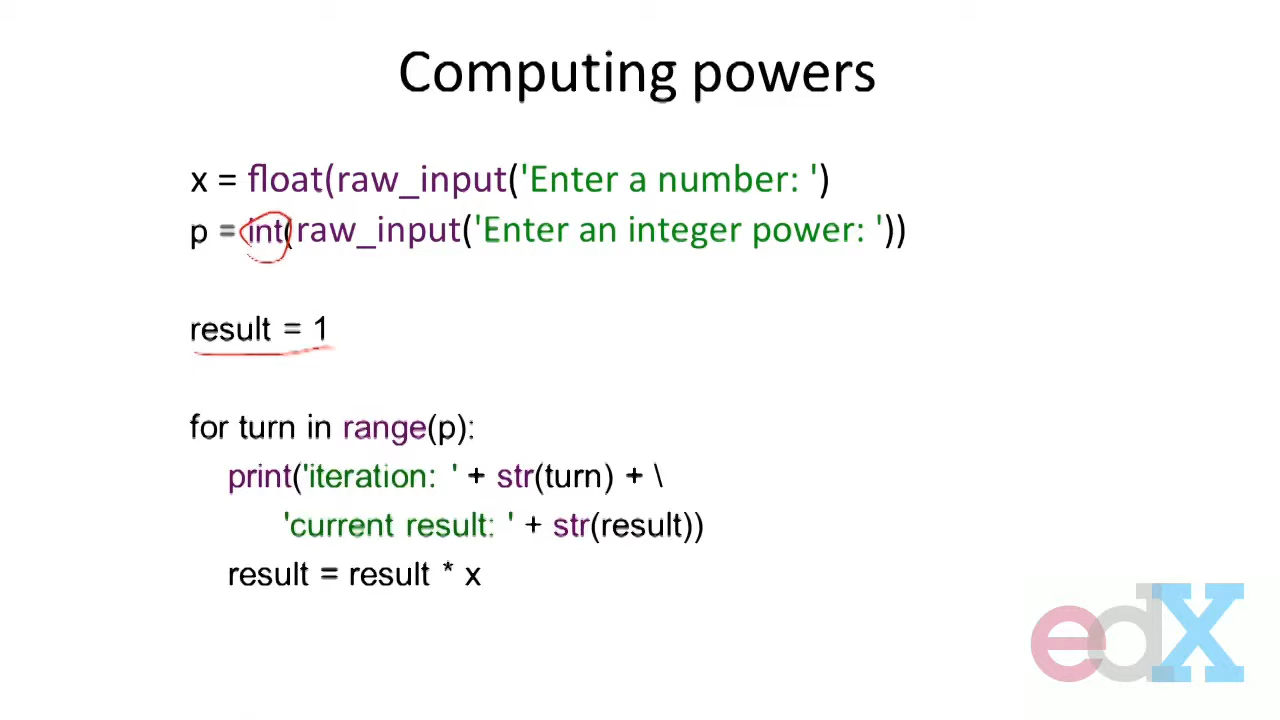 Computing powers
x = float(raw_input('Enter a number: ')
p = int(raw_input('Enter an integer power: '))
result = 1
for turn in range(p):
print('iteration: ' + str(turn) + \
'current result: ' + str(result))
result = result * x
edX